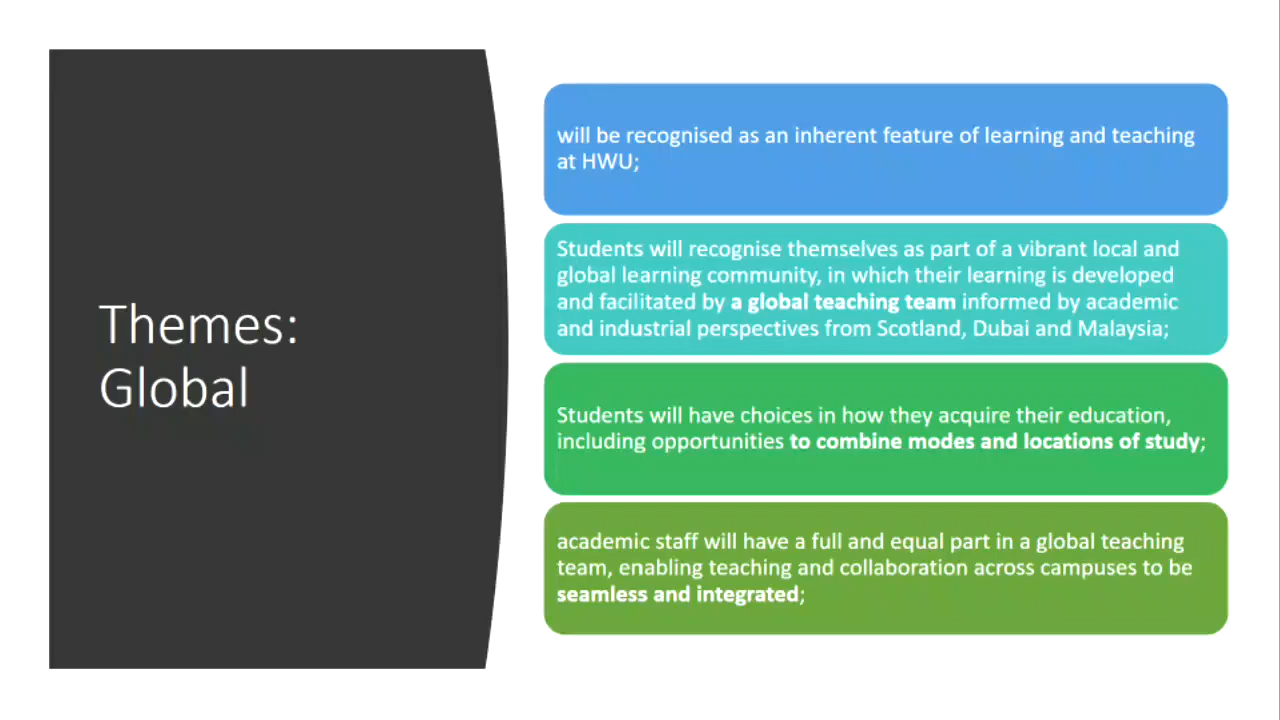 Themes:
Global
will be recognised as an inherent feature of learning and teaching
at HWU;
Students will recognise themselves as part of a vibrant local and
global learning community, in which their learning is developed
and facilitated by a global teaching team informed by academic
and industrial perspectives from Scotland, Dubai and Malaysia;
Students will have choices in how they acquire their education,
including opportunities to combine modes and locations of study;
academic staff will have a full and equal part in a global teaching
team, enabling teaching and collaboration across campuses to be
seamless and integrated;